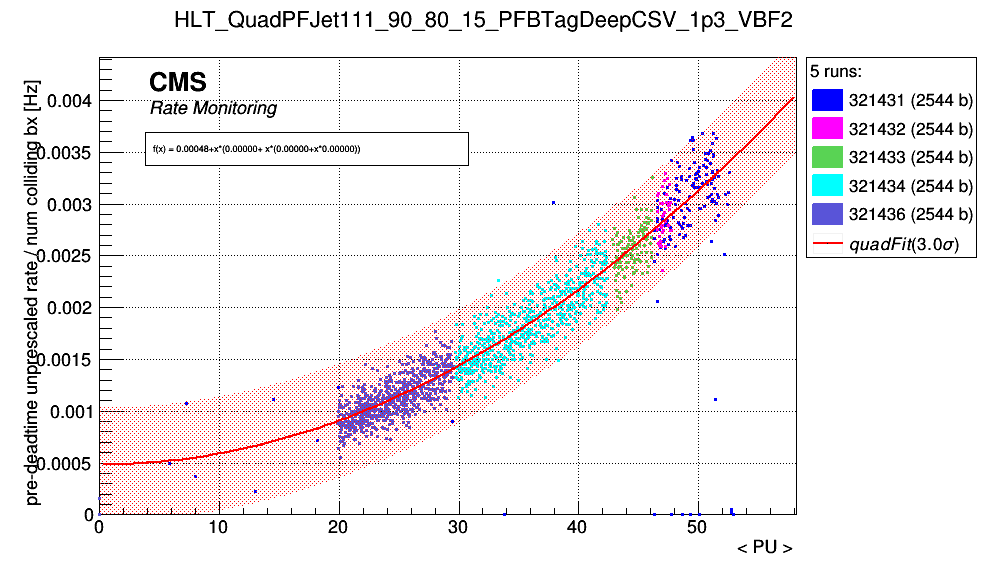 HLT_QuadPFJet111_90_80_15_PFBTagDeepCSV_1p3_VBF2
CMS
Rate Monitoring
f(x) = 0.00048+x*(0.00000+ x*(0.00000+x*0.00000))
pre-deadtime unprescaled rate / num colliding bx [Hz]
0.004
0.0035
0.003
0.0025
0.002
0.0015
0.001
0.0005
0
0 10 20 30 40 50
< PU >
5 runs:
321431 (2544 b)
321432 (2544 b)
321433 (2544 b)
321434 (2544 b)
321436 (2544 b)
quadFit(3.0σ)